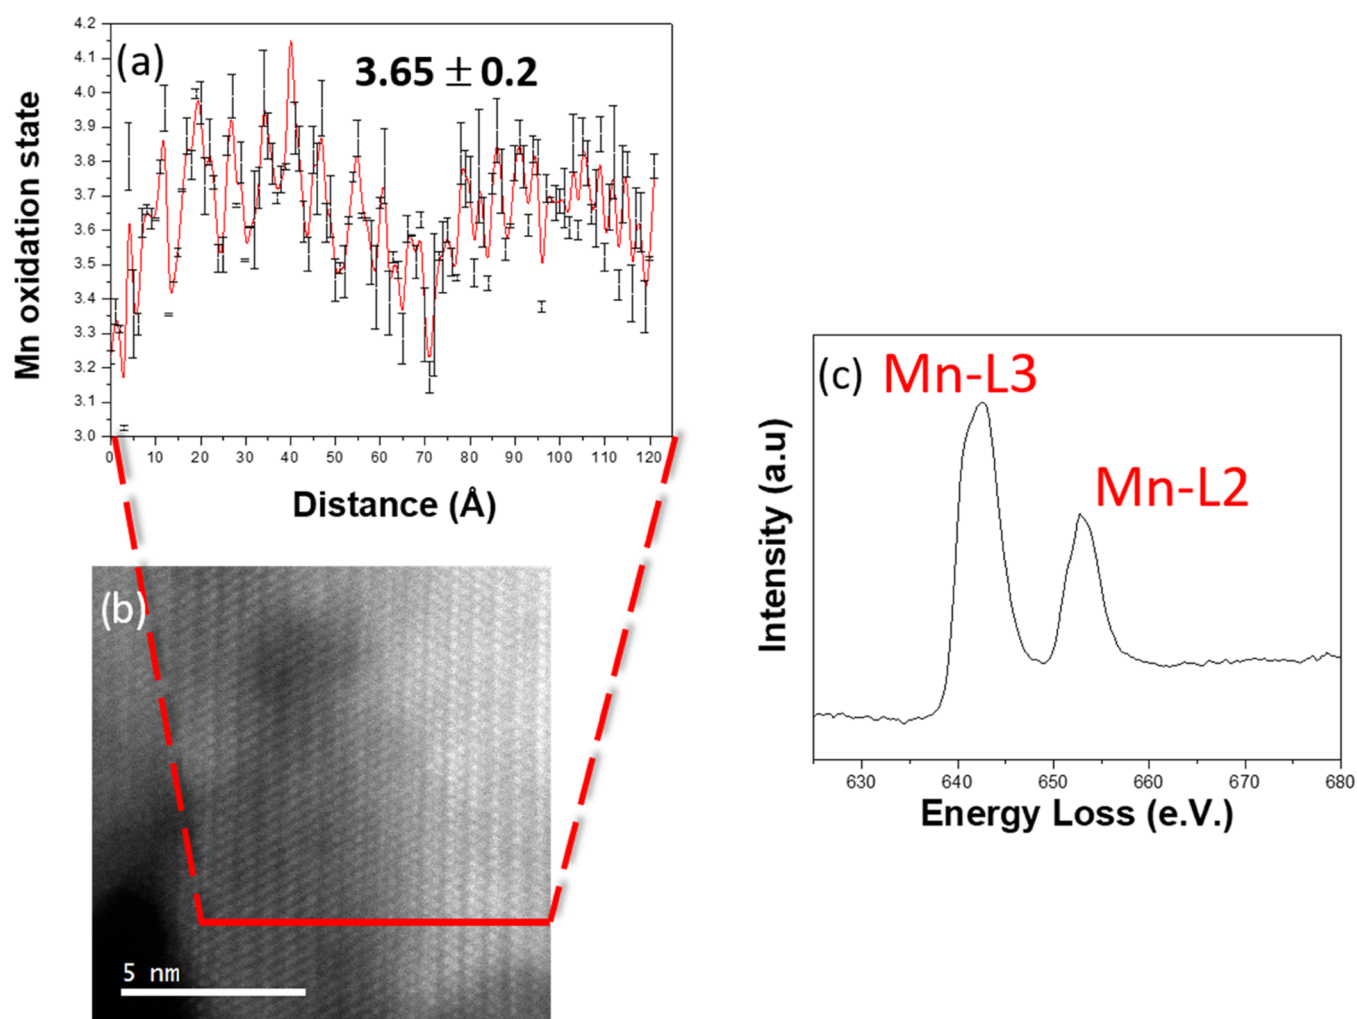 (a)
3.65 ± 0.2
Mn oxidation state
4.2
4.1
4.0
3.9
3.8
3.7
3.6
3.5
3.4
3.3
3.2
3.1
3.0
0 10 20 30 40 50 60 70 80 90 100 110 120
Distance (Å)
(b)
5 nm
(c)
Mn-L3
Mn-L2
Intensity (a.u)
630 640 650 660 670 680
Energy Loss (e.V.)